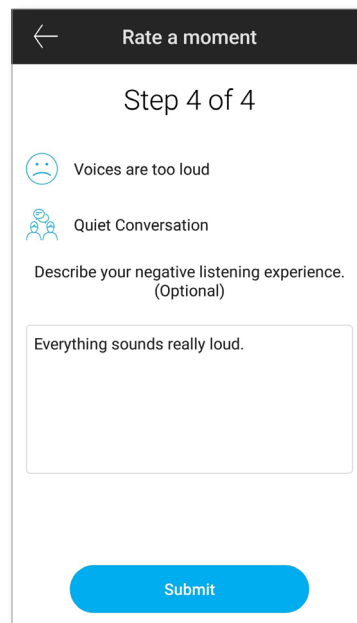 Rate a moment
Step 4 of 4
Voices are too loud
Quiet Conversation
Describe your negative listening experience.
(Optional)
Everything sounds really loud.
Submit